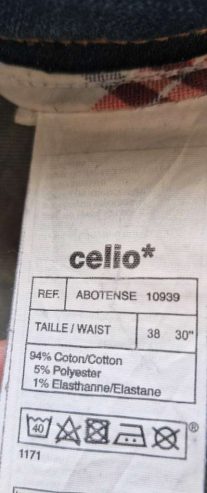 celio*
REF. ABOTENSE 10939
TAILLE / WAIST 38 30"
94% Coton/Cotton
5% Polyester
1% Elasthanne/Elastane
40 ®
1171